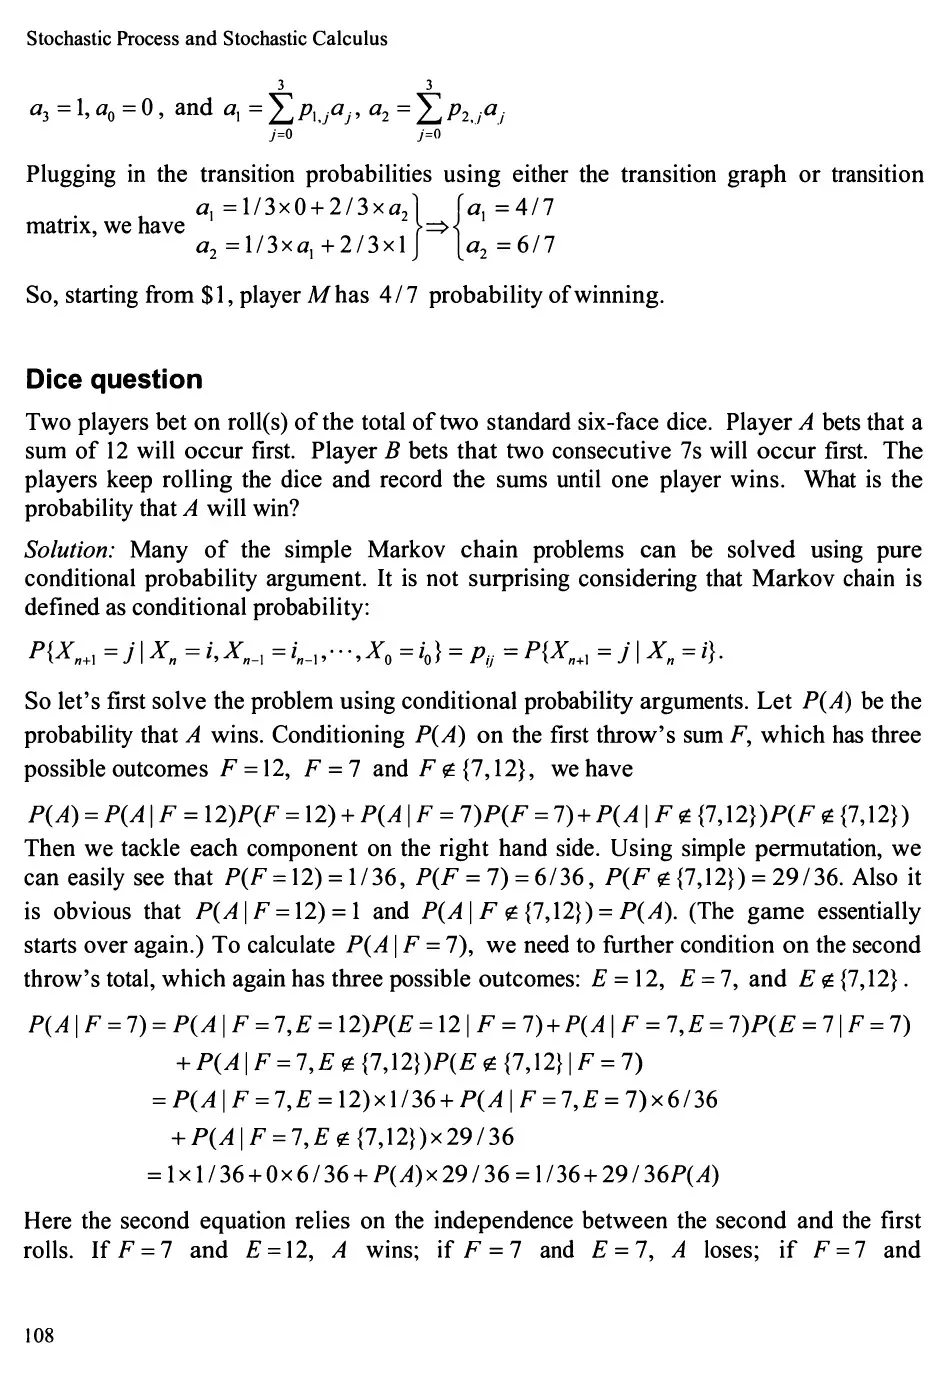 Stochastic Process and Stochastic Calculus
a₃ = 1, a₀ = 0, and a₁ = ∑_{j=0}^{3} p_{1,j}a_j, a₂ = ∑_{j=0}^{3} p_{2,j}a_j
Plugging in the transition probabilities using either the transition graph or transition
matrix, we have a₁ = 1/3×0 + 2/3×a₂ } ⇒ { a₁ = 4/7
a₂ = 1/3×a₁ + 2/3×1 } { a₂ = 6/7
So, starting from $1, player M has 4/7 probability of winning.
Dice question
Two players bet on roll(s) of the total of two standard six-face dice. Player A bets that a
sum of 12 will occur first. Player B bets that two consecutive 7s will occur first. The
players keep rolling the dice and record the sums until one player wins. What is the
probability that A will win?
Solution: Many of the simple Markov chain problems can be solved using pure
conditional probability argument. It is not surprising considering that Markov chain is
defined as conditional probability:
P{X_{n+1} = j | X_n = i, X_{n-1} = i_{n-1}, ⋯, X₀ = i₀} = p_{ij} = P{X_{n+1} = j | X_n = i}.
So let's first solve the problem using conditional probability arguments. Let P(A) be the
probability that A wins. Conditioning P(A) on the first throw's sum F, which has three
possible outcomes F = 12, F = 7 and F ∉ {7,12}, we have
P(A) = P(A | F = 12)P(F = 12) + P(A | F = 7)P(F = 7) + P(A | F ∉ {7,12})P(F ∉ {7,12})
Then we tackle each component on the right hand side. Using simple permutation, we
can easily see that P(F = 12) = 1/36, P(F = 7) = 6/36, P(F ∉ {7,12}) = 29/36. Also it
is obvious that P(A | F = 12) = 1 and P(A | F ∉ {7,12}) = P(A). (The game essentially
starts over again.) To calculate P(A | F = 7), we need to further condition on the second
throw's total, which again has three possible outcomes: E = 12, E = 7, and E ∉ {7,12}.
P(A | F = 7) = P(A | F = 7, E = 12)P(E = 12 | F = 7) + P(A | F = 7, E = 7)P(E = 7 | F = 7)
+ P(A | F = 7, E ∉ {7,12})P(E ∉ {7,12} | F = 7)
= P(A | F = 7, E = 12)×1/36 + P(A | F = 7, E = 7)×6/36
+ P(A | F = 7, E ∉ {7,12})×29/36
= 1×1/36 + 0×6/36 + P(A)×29/36 = 1/36 + 29/36P(A)
Here the second equation relies on the independence between the second and the first
rolls. If F = 7 and E = 12, A wins; if F = 7 and E = 7, A loses; if F = 7 and
108